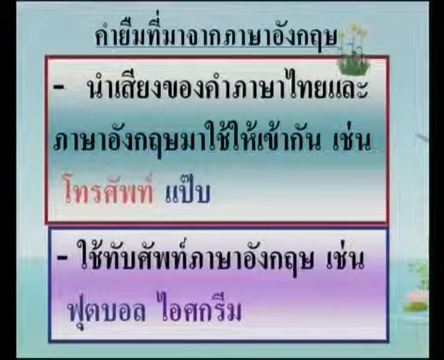 คำยืมที่มาจากภาษาอังกฤษ
- นำเสียงของคำภาษาไทยและ
ภาษาอังกฤษมาใช้ให้เข้ากัน เช่น
โทรศัพท์ แป๊บ
- ใช้ทับศัพท์ภาษาอังกฤษ เช่น
ฟุตบอล ไอศกรีม